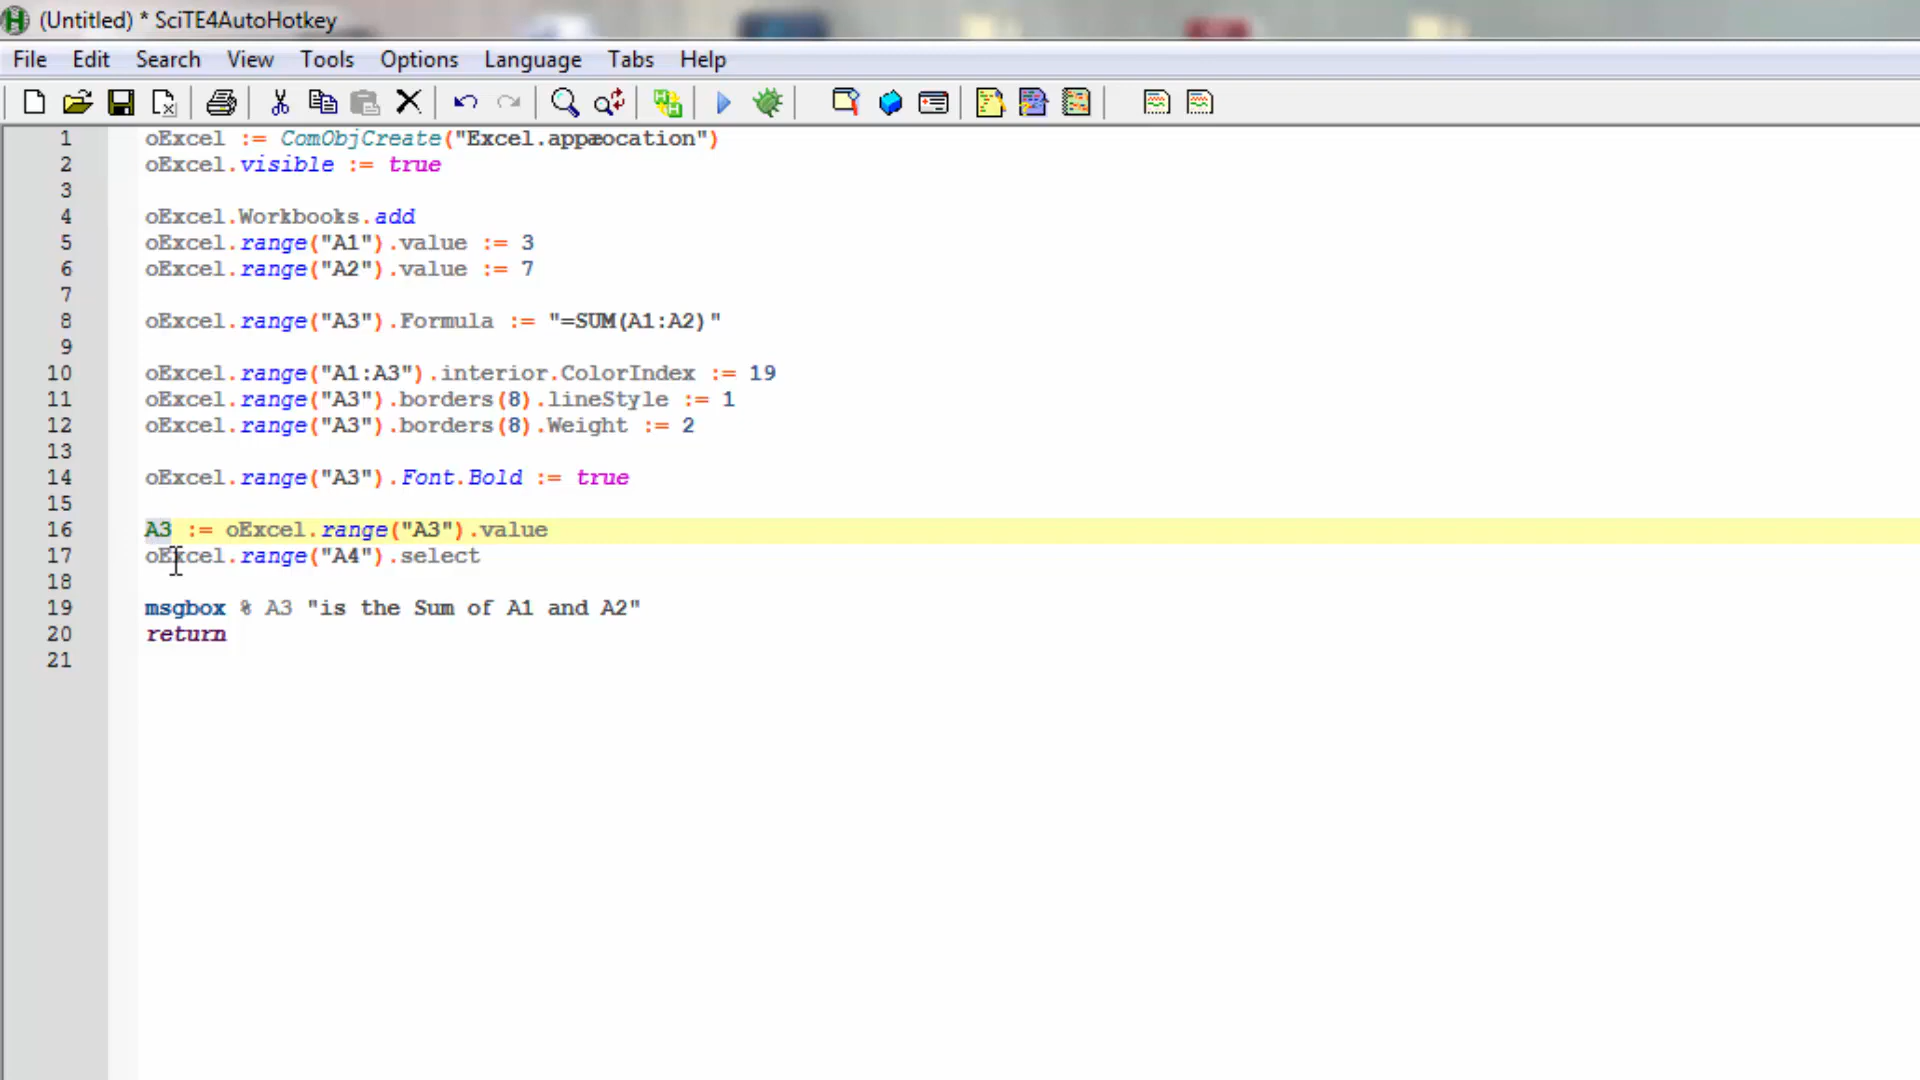 (Untitled) * SciTE4AutoHotkey
File Edit Search View Tools Options Language Tabs Help
1 oExcel := ComObjCreate("Excel.appæocation")
2 oExcel.visible := true
3
4 oExcel.Workbooks.add
5 oExcel.range("A1").value := 3
6 oExcel.range("A2").value := 7
7
8 oExcel.range("A3").Formula := "=SUM(A1:A2)"
9
10 oExcel.range("A1:A3").interior.ColorIndex := 19
11 oExcel.range("A3").borders(8).lineStyle := 1
12 oExcel.range("A3").borders(8).Weight := 2
13
14 oExcel.range("A3").Font.Bold := true
15
16 A3 := oExcel.range("A3").value
17 oExcel.range("A4").select
18
19 msgbox % A3 "is the Sum of A1 and A2"
20 return
21